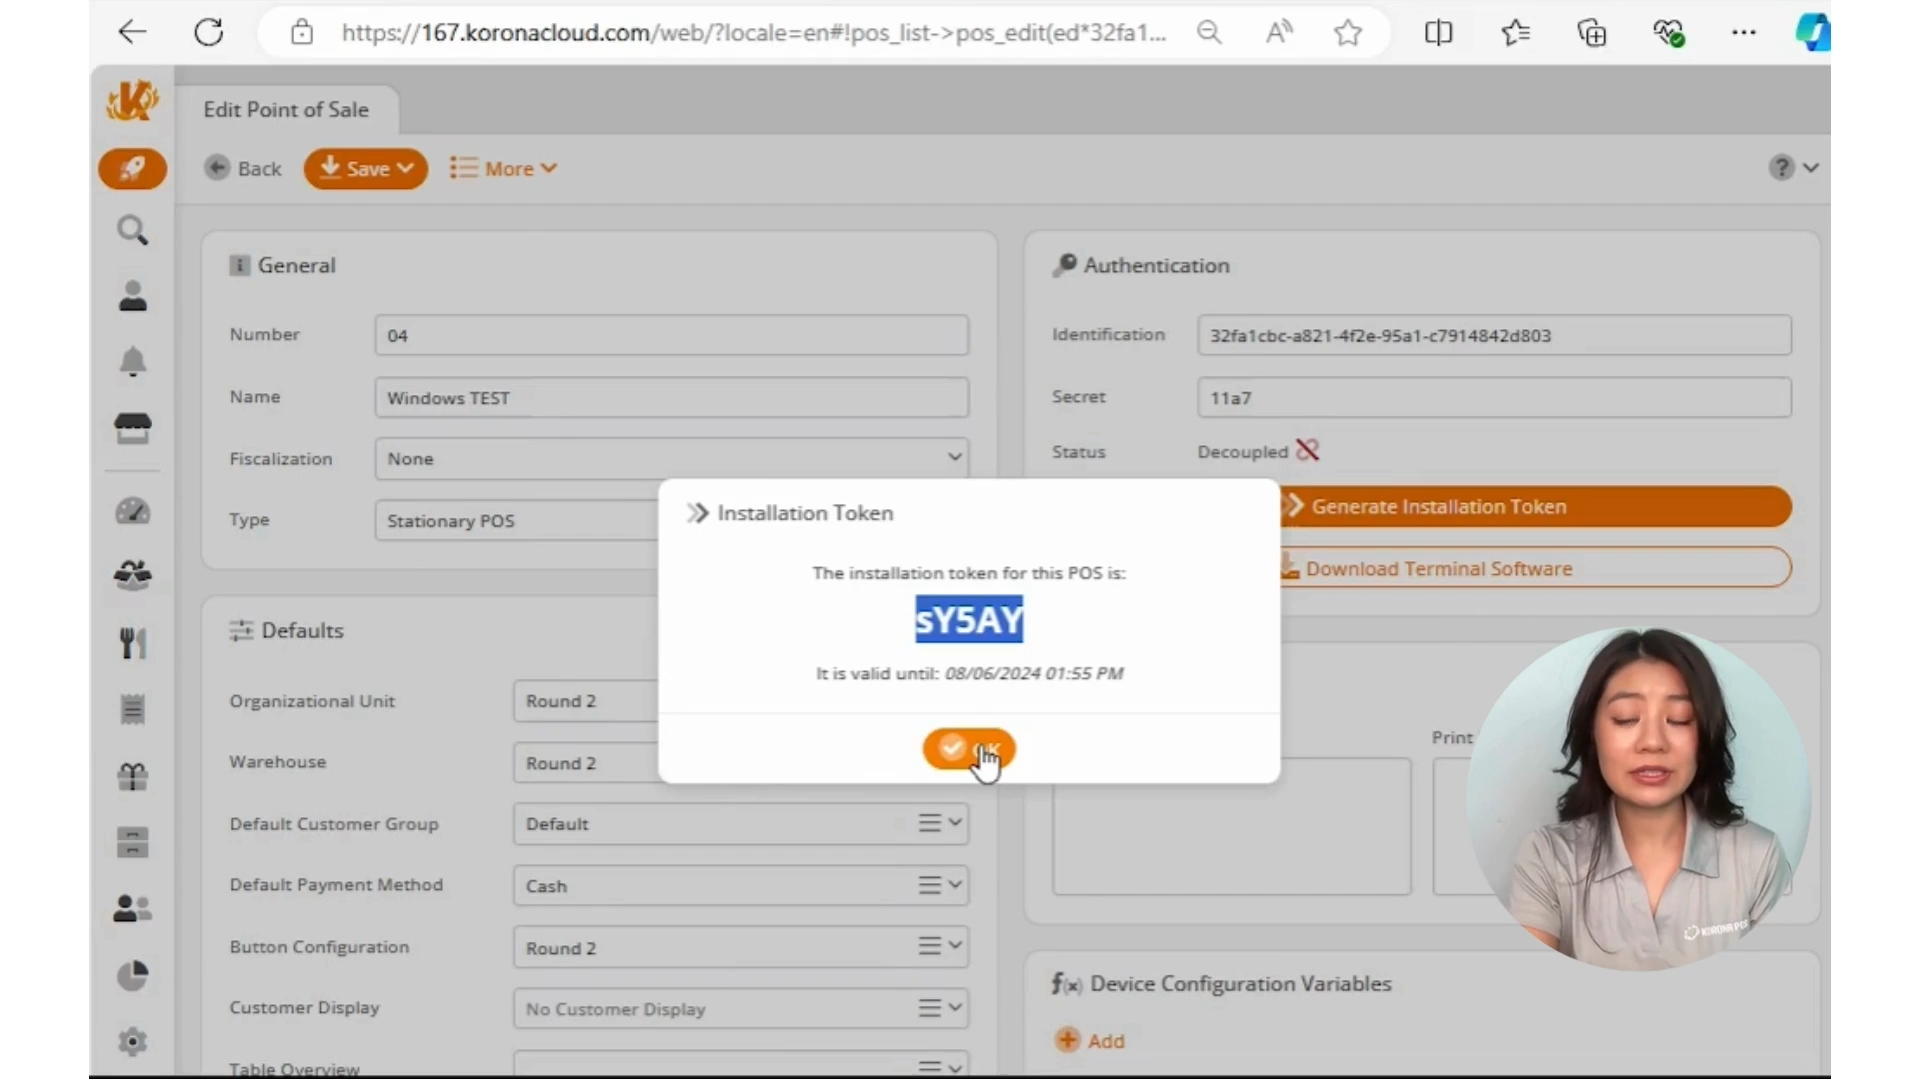 https://167.koronacloud.com/web/?locale=en#!pos_list->pos_edit(ed*32fa1...
Edit Point of Sale
Back
Save
More
General
Number
04
Name
Windows TEST
Fiscalization
None
Type
Stationary POS
Authentication
Identification
32fa1cbc-a821-4f2e-95a1-c7914842d803
Secret
11a7
Status
Decoupled
Generate Installation Token
Download Terminal Software
Installation Token
The installation token for this POS is:
sY5AY
It is valid until: 08/06/2024 01:55 PM
OK
Defaults
Organizational Unit
Round 2
Warehouse
Round 2
Default Customer Group
Default
Default Payment Method
Cash
Button Configuration
Round 2
Customer Display
No Customer Display
Table Overview
Print
f(x) Device Configuration Variables
Add
KORONA POS